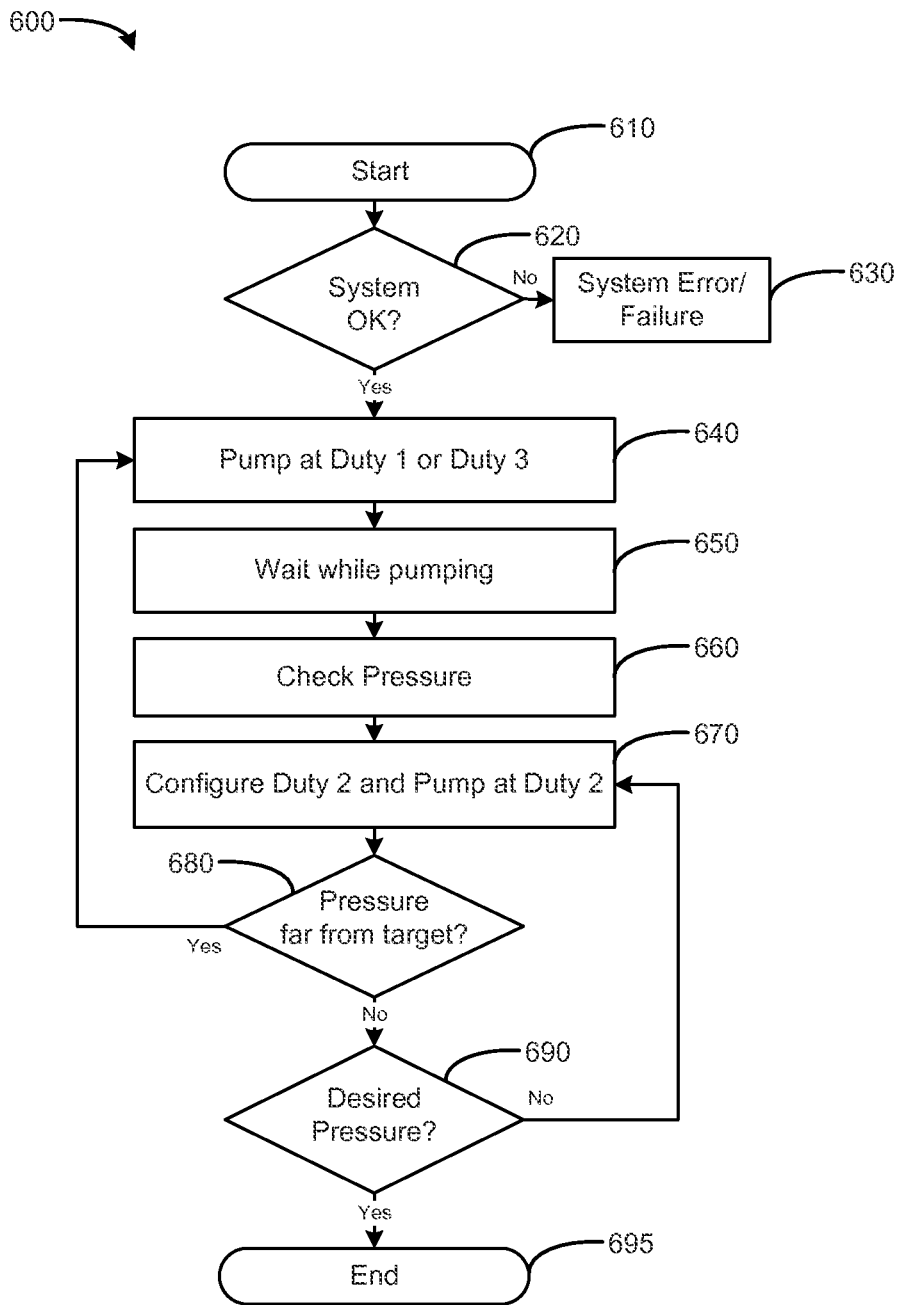 600
610
Start
620
System
OK?
No
System Error/
Failure
630
Yes
Pump at Duty 1 or Duty 3
640
Wait while pumping
650
Check Pressure
660
670
Configure Duty 2 and Pump at Duty 2
680
Pressure
far from target?
Yes
No
690
Desired
Pressure?
No
Yes
End
695